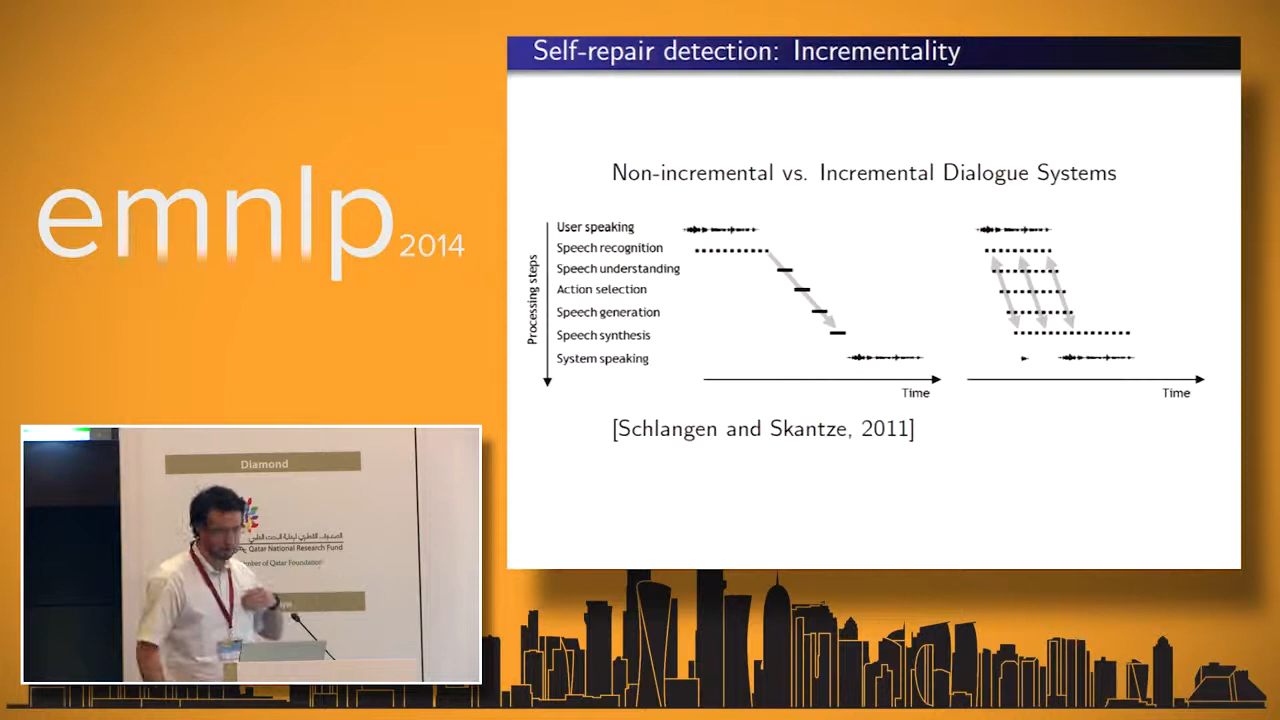 emnlp 2014
Self-repair detection: Incrementality
Non-incremental vs. Incremental Dialogue Systems
Processing steps
User speaking
Speech recognition
Speech understanding
Action selection
Speech generation
Speech synthesis
System speaking
Time
Time
[Schlangen and Skantze, 2011]
Diamond
Qatar National Research Fund
mber of Qatar Foundation